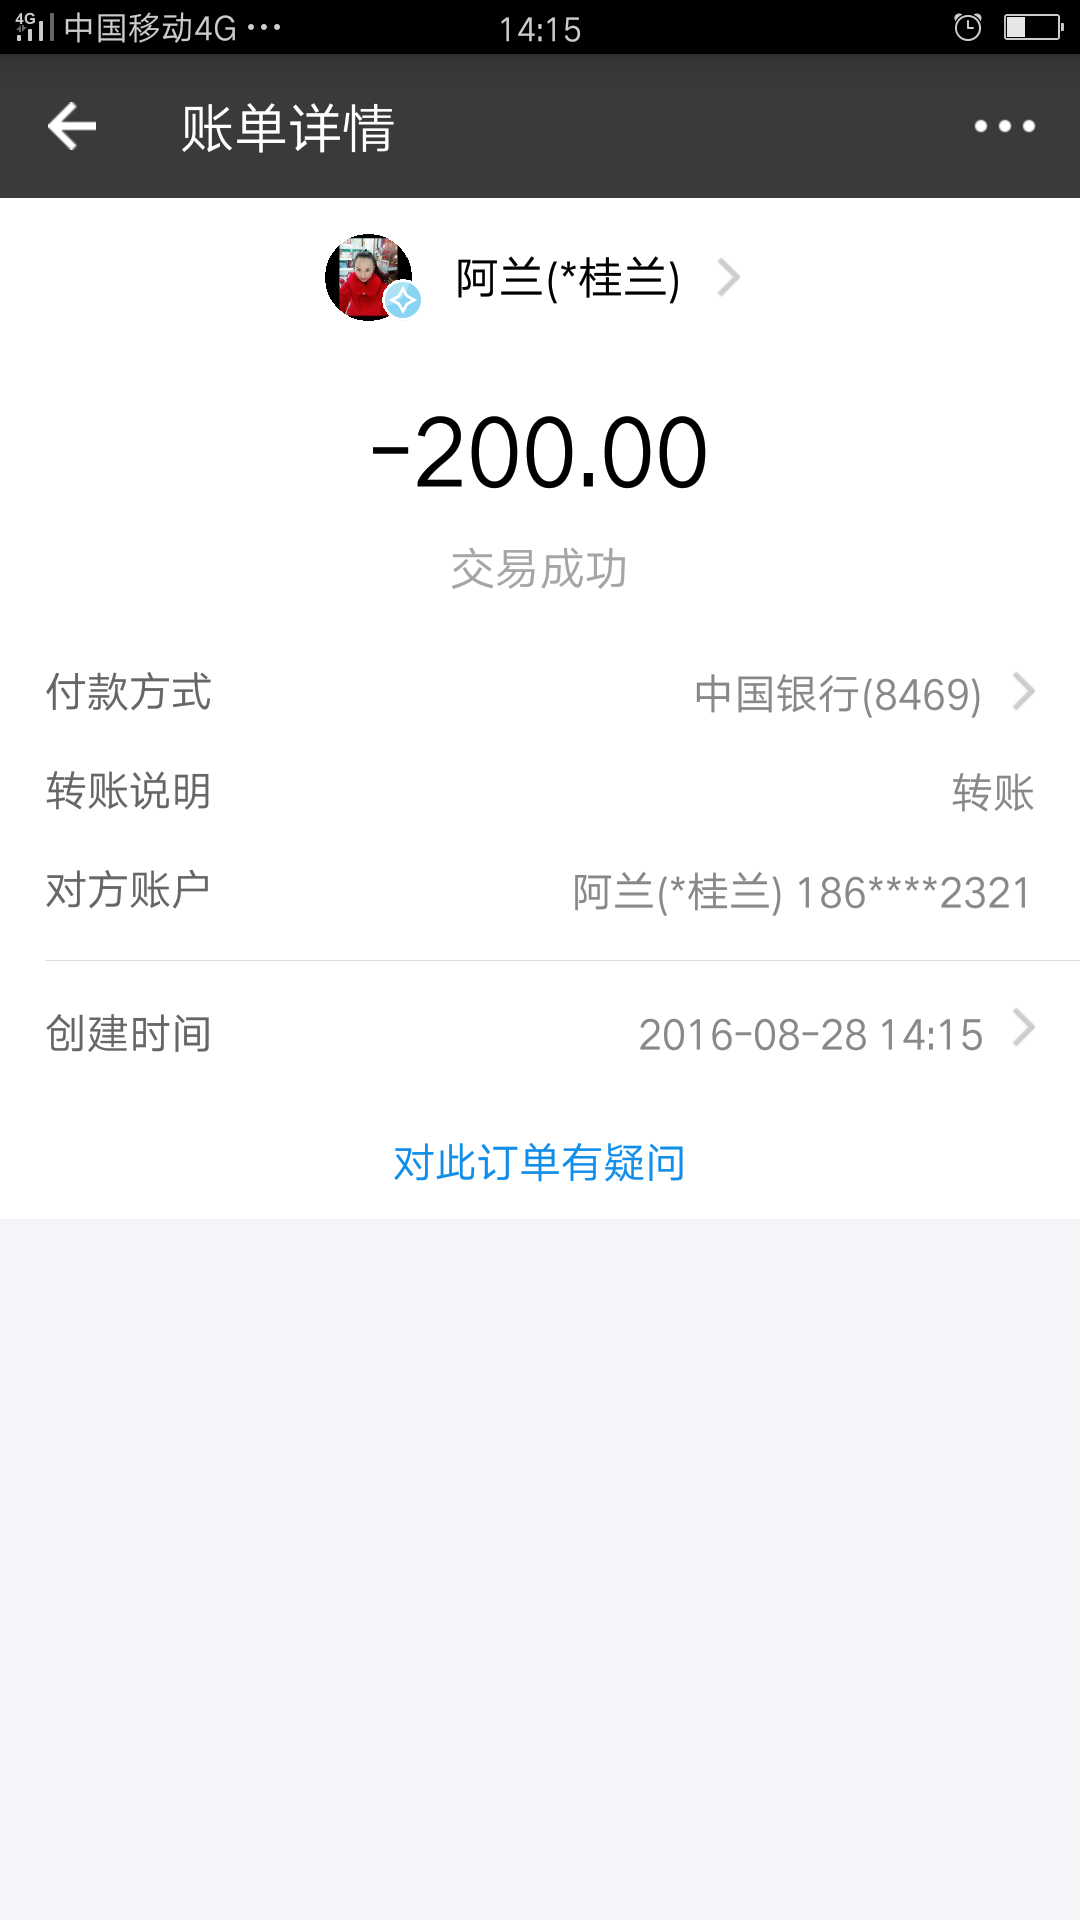 4G 中国移动4G ··· 14:15
账单详情
阿兰(*桂兰)
-200.00
交易成功
付款方式 中国银行(8469)
转账说明 转账
对方账户 阿兰(*桂兰) 186****2321
创建时间 2016-08-28 14:15
对此订单有疑问